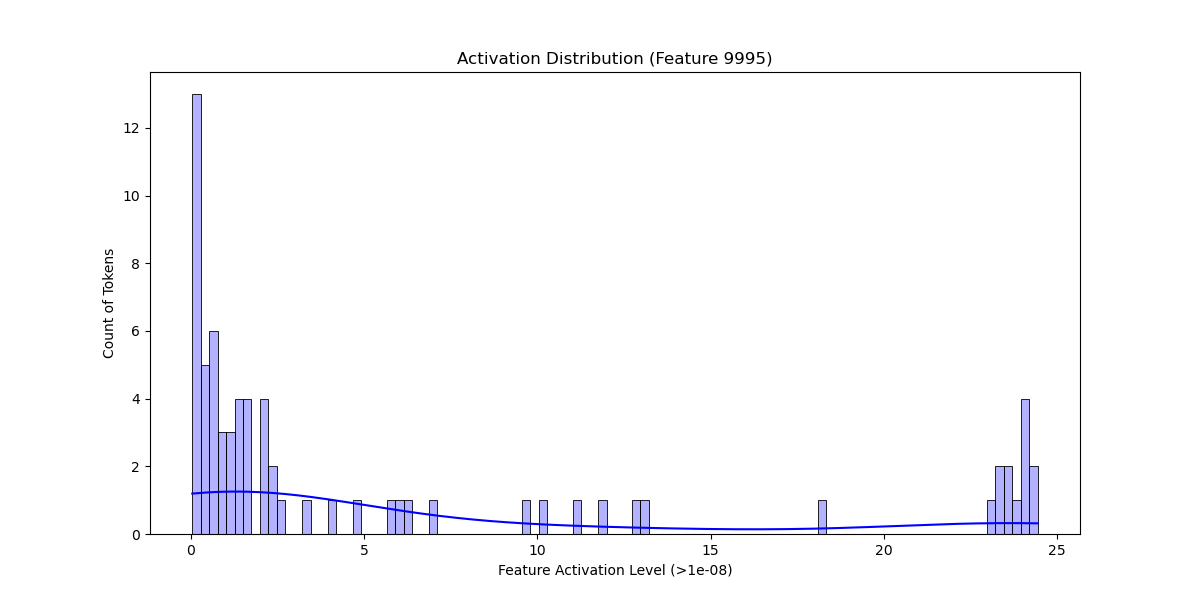 Activation Distribution (Feature 9995)
Count of Tokens
12
10
8
6
4
2
0
0 5 10 15 20 25
Feature Activation Level (>1e-08)